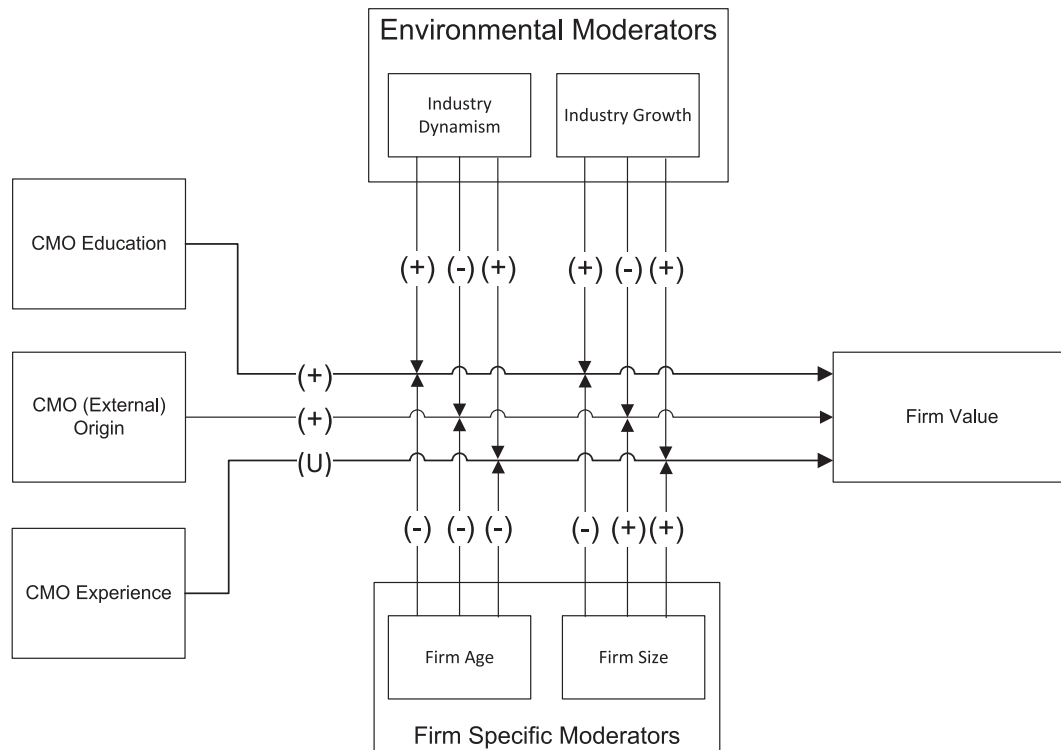 Environmental Moderators
Industry
Dynamism
Industry Growth
CMO Education
(+)
(-)
(+)
(+)
(-)
(+)
(+)
CMO (External)
Origin
(+)
Firm Value
(U)
CMO Experience
(-)
(-)
(-)
(-)
(+)
(+)
Firm Age
Firm Size
Firm Specific Moderators